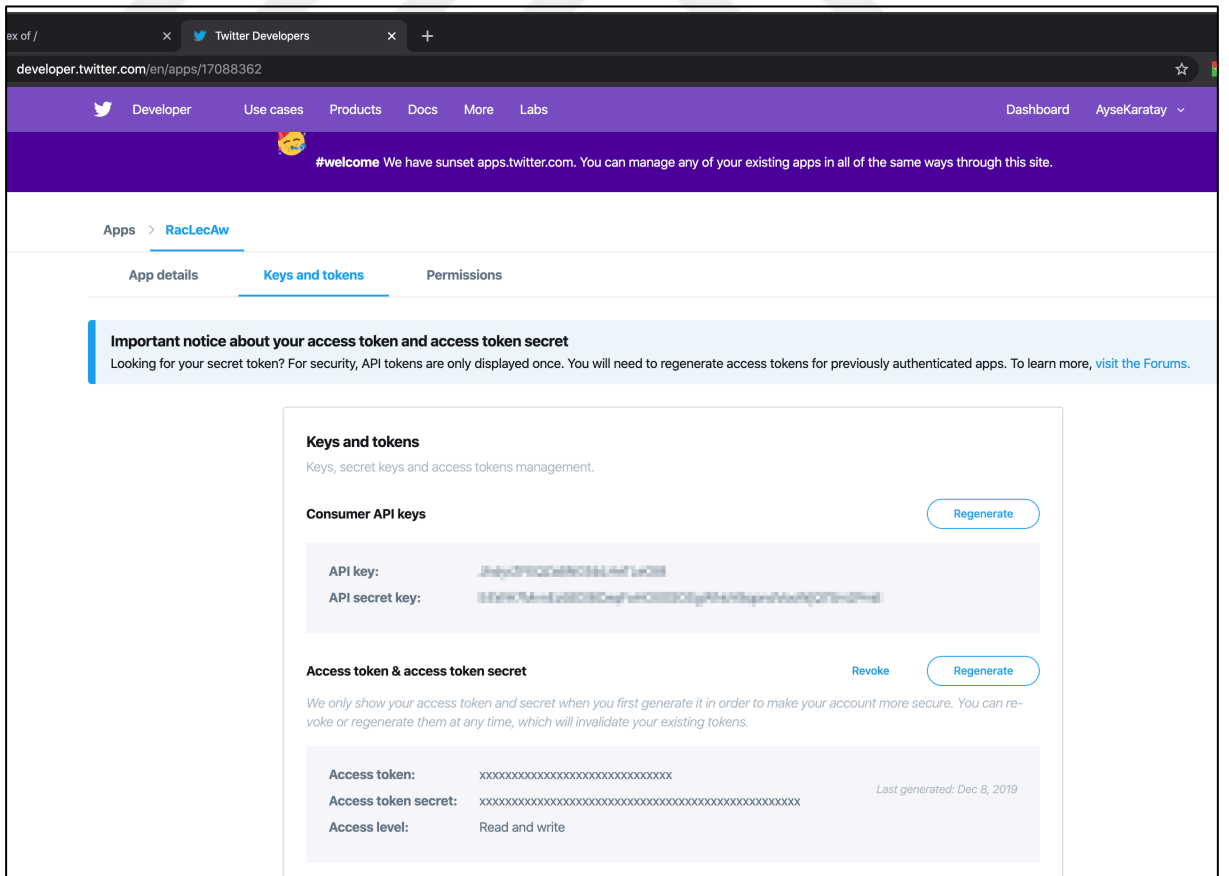 ex of /
Twitter Developers
developer.twitter.com/en/apps/17088362
Developer Use cases Products Docs More Labs Dashboard AyseKaratay
#welcome We have sunset apps.twitter.com. You can manage any of your existing apps in all of the same ways through this site.
Apps > RacLecAw
App details Keys and tokens Permissions
Important notice about your access token and access token secret
Looking for your secret token? For security, API tokens are only displayed once. You will need to regenerate access tokens for previously authenticated apps. To learn more, visit the Forums.
Keys and tokens
Keys, secret keys and access tokens management.
Consumer API keys Regenerate
API key:
API secret key:
Access token & access token secret Revoke Regenerate
We only show your access token and secret when you first generate it in order to make your account more secure. You can re-
voke or regenerate them at any time, which will invalidate your existing tokens.
Access token: xxxxxxxxxxxxxxxxxxxxxxxxxxxxxx
Last generated: Dec 8, 2019
Access token secret: xxxxxxxxxxxxxxxxxxxxxxxxxxxxxxxxxxxxxxxxxxxxxxxxxx
Access level: Read and write